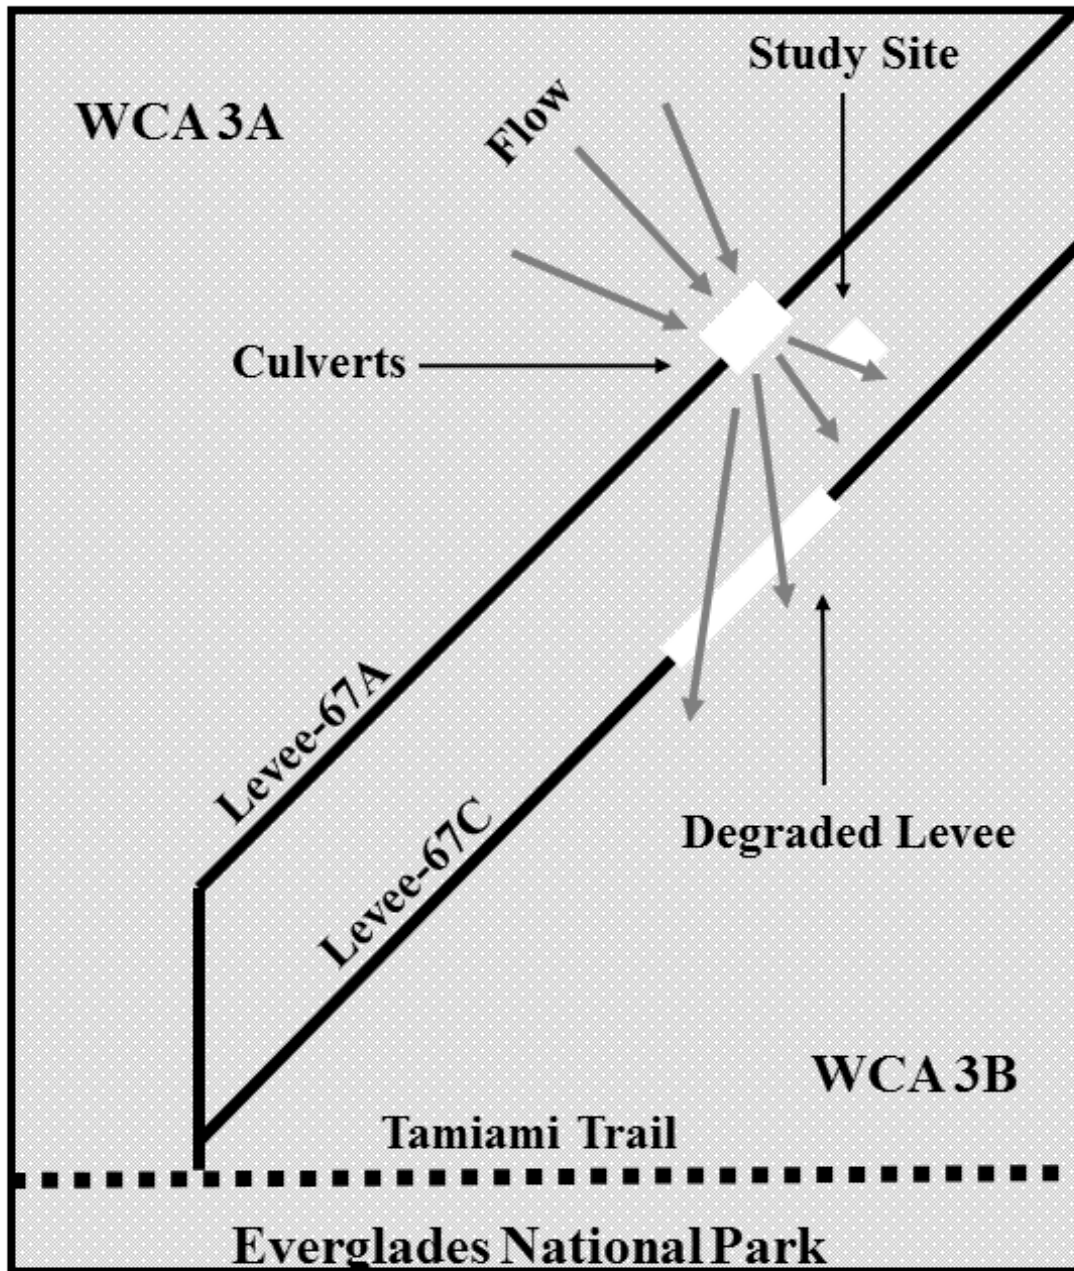 Study Site
WCA 3A
Flow
Culverts
Levee-67A
Levee-67C
Degraded Levee
WCA 3B
Tamiami Trail
Everglades National Park